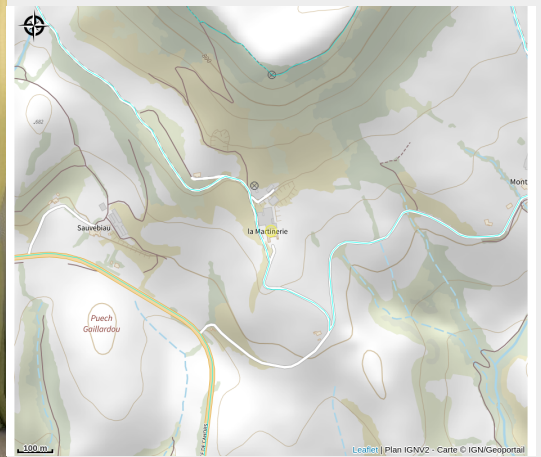 Sauvebiau
la Martinerie
Mont
Puech
Gaillardou
100 m
Leaflet | Plan IGNV2 - Carte © IGN/Geoportail